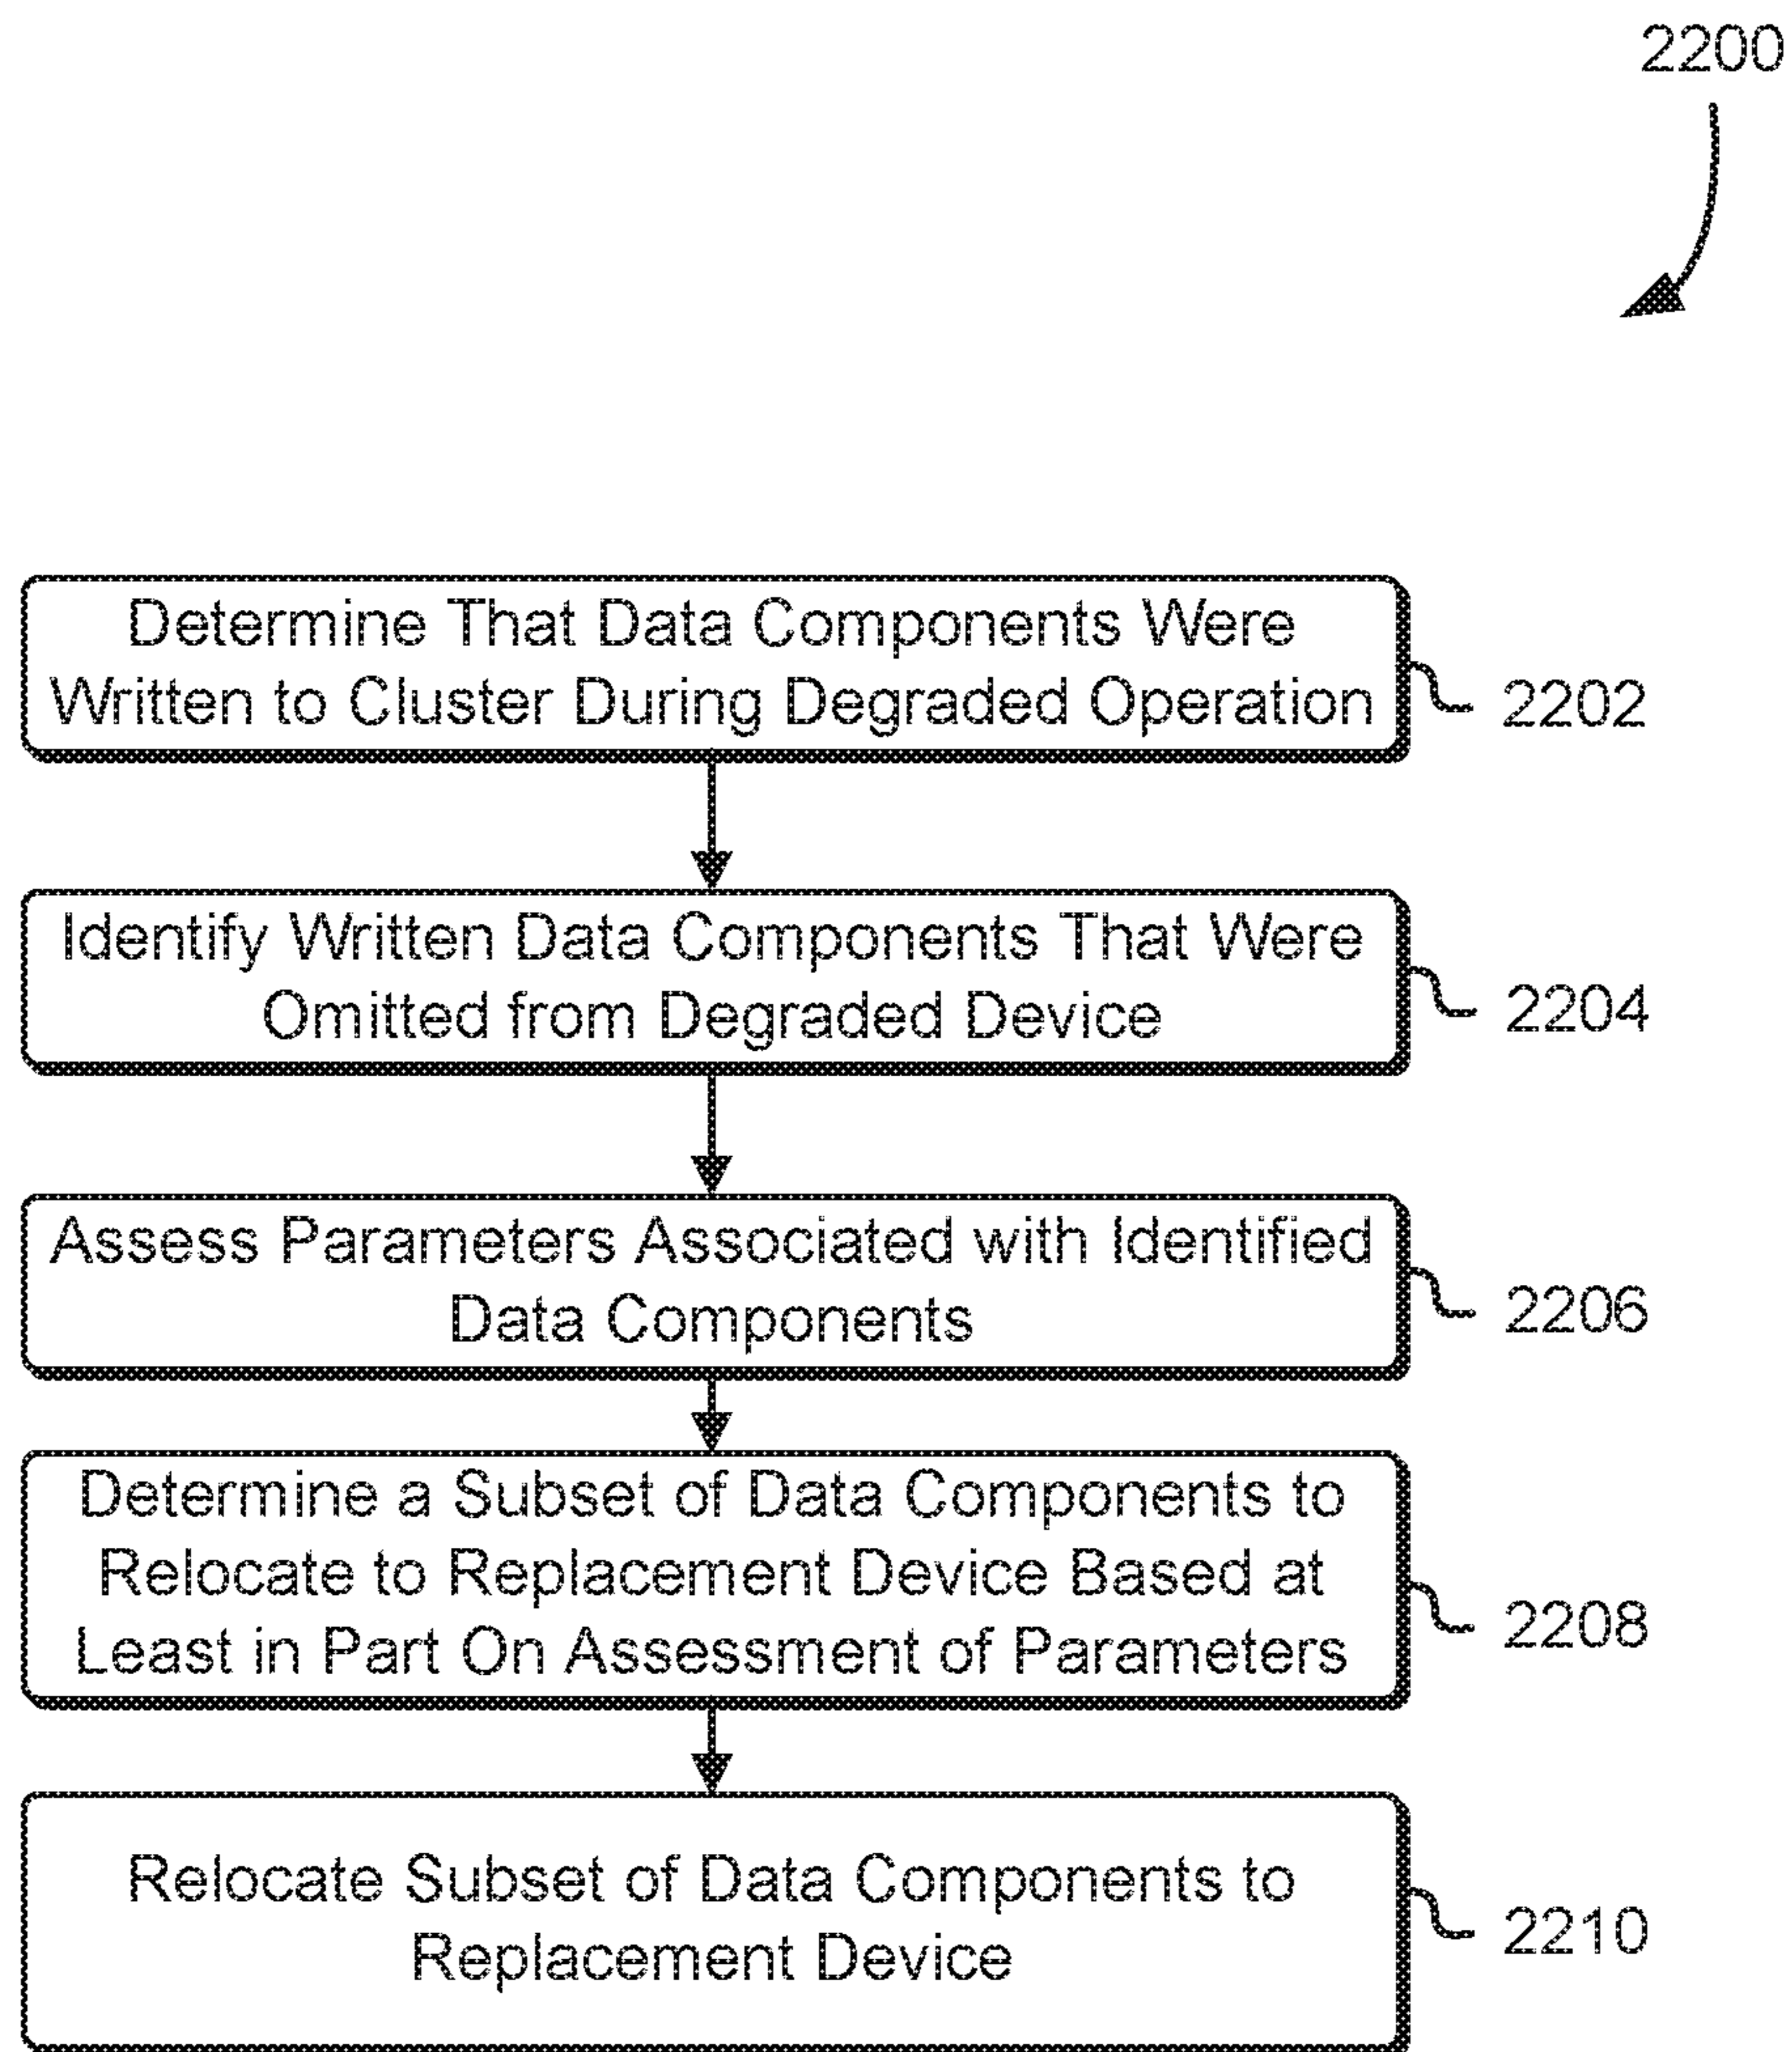 2200
Determine That Data Components Were
Written to Cluster During Degraded Operation
2202
Identify Written Data Components That Were
Omitted from Degraded Device
2204
Assess Parameters Associated with Identified
Data Components
2206
Determine a Subset of Data Components to
Relocate to Replacement Device Based at
Least in Part On Assessment of Parameters
2208
Relocate Subset of Data Components to
Replacement Device
2210